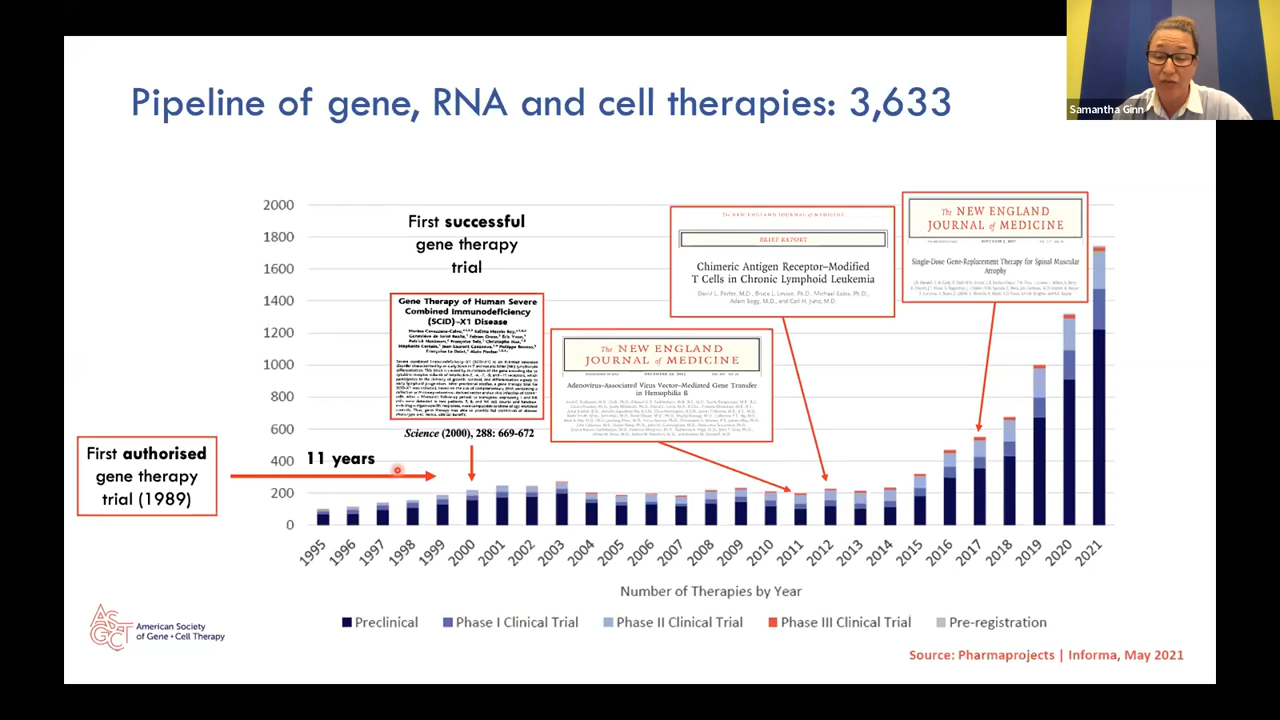 Pipeline of gene, RNA and cell therapies: 3,633
Samantha Ginn
2000
1800
1600
1400
1200
1000
800
600
400
200
0
First successful
gene therapy
trial
Gene Therapy of Human Severe
Combined Immunodeficiency
(SCID)–X1 Disease
Science (2000), 288: 669-672
First authorised
gene therapy
trial (1989)
11 years
The NEW ENGLAND
JOURNAL of MEDICINE
Adenovirus-Associated Virus Vector–Mediated Gene Transfer
in Hemophilia B
The NEW ENGLAND JOURNAL of MEDICINE
BRIEF REPORT
Chimeric Antigen Receptor–Modified
T Cells in Chronic Lymphoid Leukemia
David L. Porter, M.D., Bruce L. Levine, Ph.D., Michael Kalos, Ph.D.,
Adam Bagg, M.D., and Carl H. June, M.D.
The NEW ENGLAND
JOURNAL of MEDICINE
Single-Dose Gene-Replacement Therapy for Spinal Muscular
Atrophy
1995 1996 1997 1998 1999 2000 2001 2002 2003 2004 2005 2006 2007 2008 2009 2010 2011 2012 2013 2014 2015 2016 2017 2018 2019 2020 2021
Number of Therapies by Year
Preclinical Phase I Clinical Trial Phase II Clinical Trial Phase III Clinical Trial Pre-registration
ASGCT
American Society
of Gene + Cell Therapy
Source: Pharmaprojects | Informa, May 2021